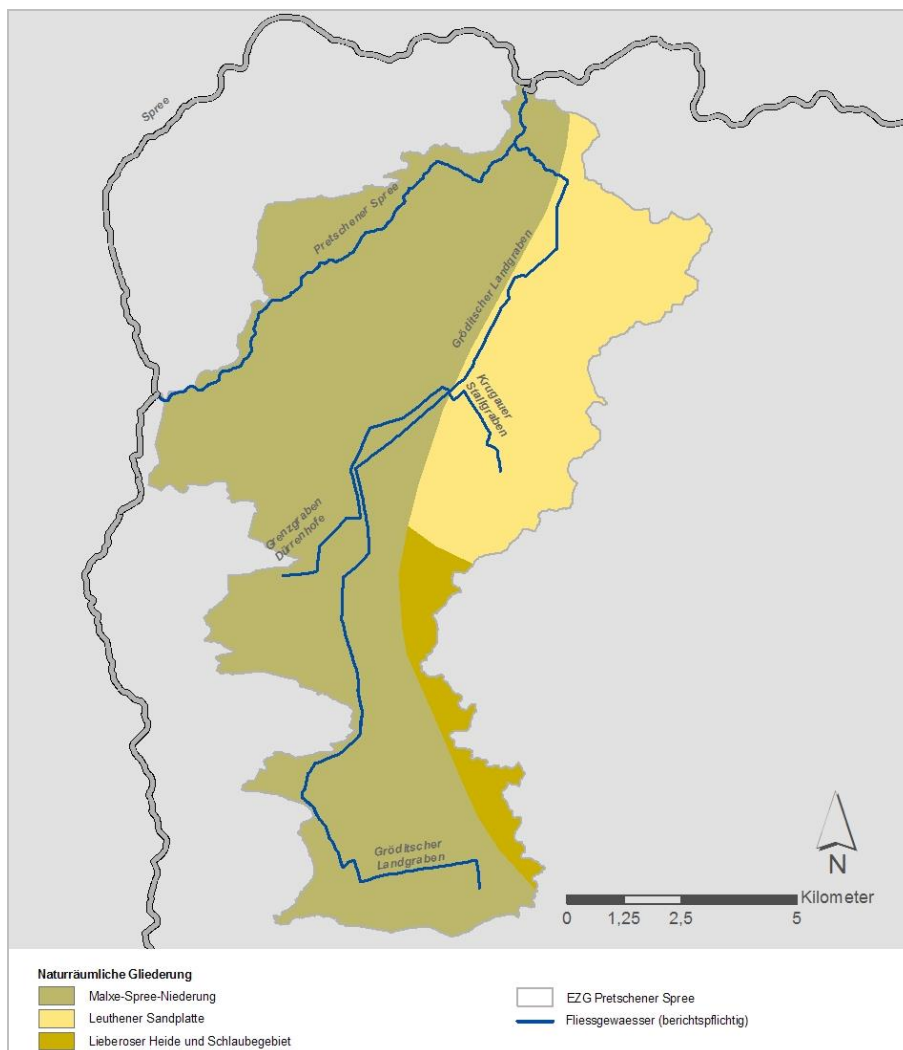 Spree
Pretschener Spree
Gröditscher Landgraben
Krugauer
Stallgraben
Grenzgraben
Dürrenhofe
Gröditscher
Landgraben
N
Kilometer
0 1,25 2,5 5
Naturräumliche Gliederung
Malxe-Spree-Niederung
Leuthener Sandplatte
Lieberoser Heide und Schlaubegebiet
EZG Pretschener Spree
Fliessgewaesser (berichtspflichtig)